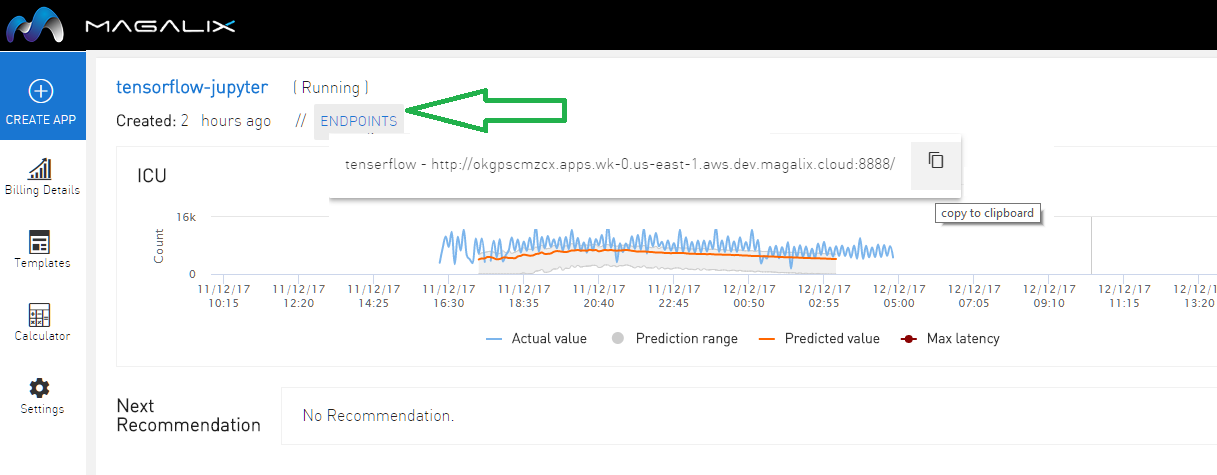 MAGALIX
CREATE APP
Billing Details
Templates
Calculator
Settings
tensorflow-jupyter ( Running )
Created: 2 hours ago // ENDPOINTS
tenserflow - http://okgpscmzcx.apps.wk-0.us-east-1.aws.dev.magalix.cloud:8888/
copy to clipboard
ICU
Count
16k
0
11/12/17 10:15
11/12/17 12:20
11/12/17 14:25
11/12/17 16:30
11/12/17 18:35
11/12/17 20:40
11/12/17 22:45
12/12/17 00:50
12/12/17 02:55
12/12/17 05:00
12/12/17 07:05
12/12/17 09:10
12/12/17 11:15
12/12/17 13:20
Actual value Prediction range Predicted value Max latency
Next
Recommendation
No Recommendation.